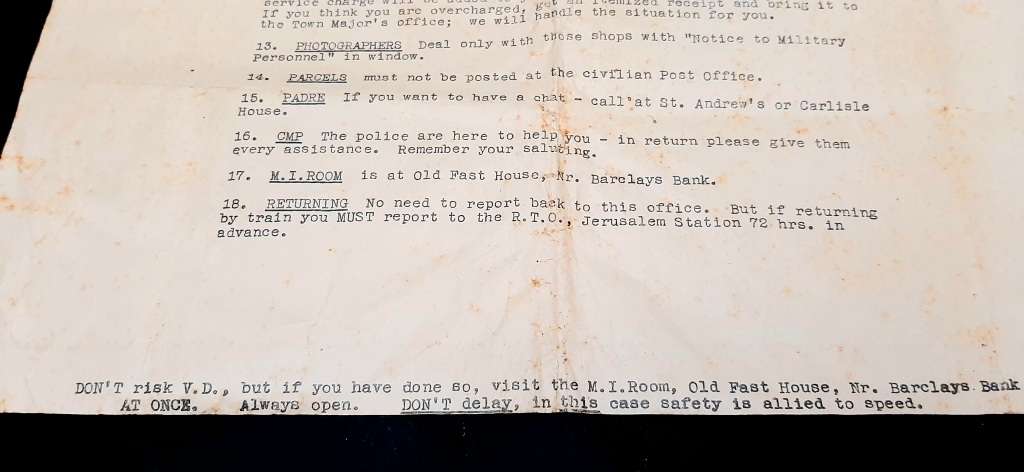 service charge will be added to          get an itemized receipt and bring it to
If you think you are overcharged, handle the situation for you.
the Town Major's office; we will
13. PHOTOGRAPHERS Deal only with those shops with "Notice to Military
Personnel" in window.
14. PARCELS must not be posted at the civilian Post Office.
15. PADRE If you want to have a chat - call at St. Andrew's or Carlisle
House.
16. CMP The police are here to help you - in return please give them
every assistance. Remember your saluting.
17. M.I.ROOM is at Old Fast House, Nr. Barclays Bank.
18. RETURNING No need to report back to this office. But if returning
by train you MUST report to the R.T.O., Jerusalem Station 72 hrs. in
advance.
DON'T risk V.D., but if you have done so, visit the M.I.Room, Old Fast House, Nr. Barclays Bank
AT ONCE. Always open. DON'T delay, in this case safety is allied to speed.